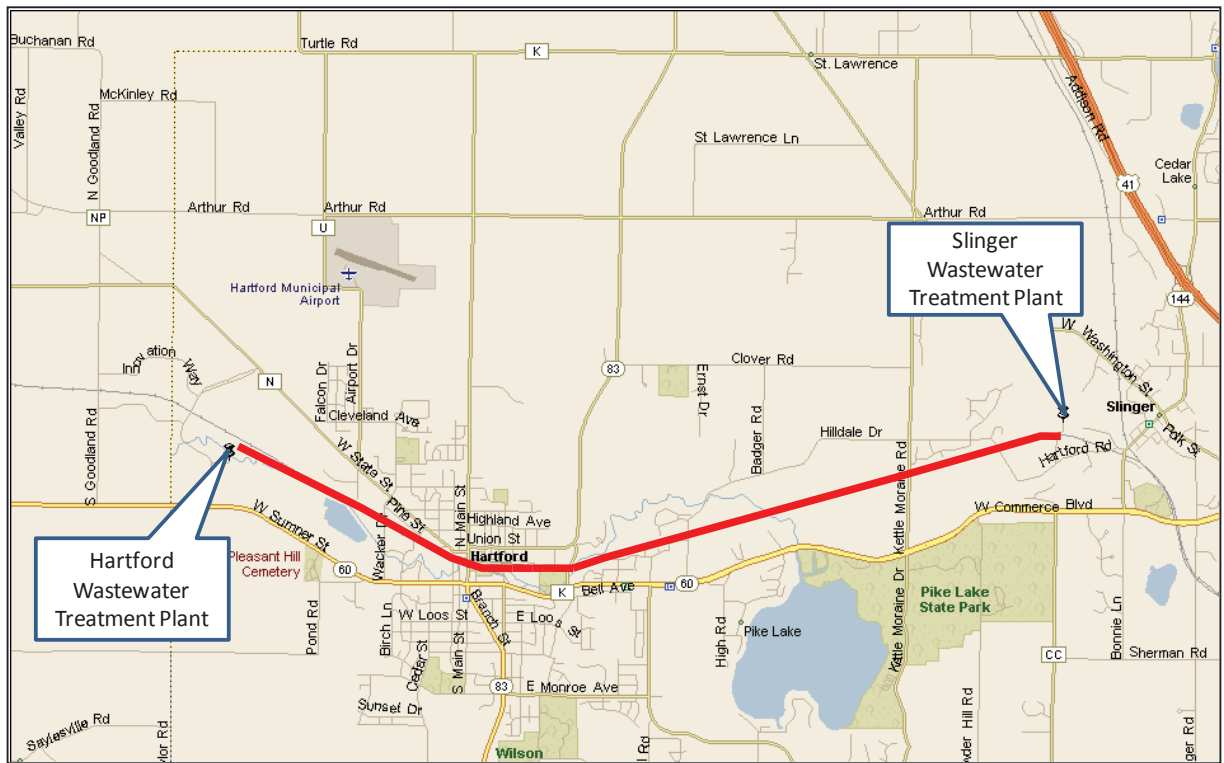 Buchanan Rd
Turtle Rd
K
St. Lawrence
Addison Rd
McKinley Rd
Valley Rd
N Goodland Rd
St Lawrence Ln
Cedar
Lake
41
NP
Arthur Rd
Arthur Rd
Arthur Rd
U
Slinger
Wastewater
Treatment Plant
Hartford Municipal
Airport
144
W Washington St
Clover Rd
83
Innovation Way
N
Falcon Dr
Airport Dr
Ernst Dr
Cleveland Ava
Badger Rd
Hilldale Dr
Slinger
Polk St
Hartford Rd
S Goodland Rd
W State St
Pine St
N Main St
Kettle Moraine Rd
W Commerce Blvd
W Sumner St
Highland Ave
Union St
Hartford
Hartford
Wastewater
Treatment Plant
Pleasant Hill
Cemetery
60
K
Bell Ave
60
Pike Lake
State Park
Pond Rd
Birch Ln
W Loos St
Branch St
E Loos St
High Rd
Pike Lake
Kettle Moraine Dr
Bonnie Ln
Cedar St
S Main St
CC
Sherman Rd
83
E Monroe Ave
Sunset Dr
Saylesville Rd
Wilson